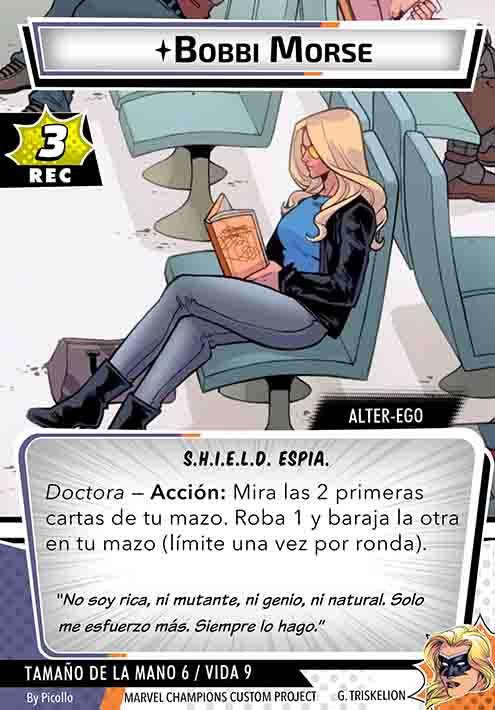 BOBBI MORSE
3
REC
ALTER-EGO
S.H.I.E.L.D. ESPIA.
Doctora – Acción: Mira las 2 primeras
cartas de tu mazo. Roba 1 y baraja la otra
en tu mazo (límite una vez por ronda).
"No soy rica, ni mutante, ni genio, ni natural. Solo
me esfuerzo más. Siempre lo hago."
TAMAÑO DE LA MANO 6 / VIDA 9
By Picollo MARVEL CHAMPIONS CUSTOM PROJECT G. TRISKELION